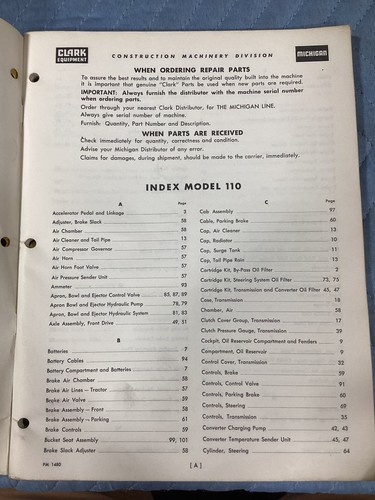 CLARK
EQUIPMENT
CONSTRUCTION MACHINERY DIVISION
MICHIGAN
WHEN ORDERING REPAIR PARTS
To assure the best results and to maintain the original quality built into the machine
it is important that genuine "Clark" Parts be used when new parts are required.
IMPORTANT: Always furnish the distributor with the machine serial number
when ordering parts.
Order through your nearest Clark Distributor, for THE MICHIGAN LINE.
Always give serial number of machine.
Furnish: Quantity, Part Number and Description.
WHEN PARTS ARE RECEIVED
Check immediately for quantity, correctness and condition.
Advise your Michigan Distributor of any error.
Claims for damages, during shipment, should be made to the carrier, immediately.
INDEX MODEL 110
A Page
Accelerator Pedal and Linkage 3
Adjuster, Brake Slack 58
Air Chamber 58
Air Cleaner and Tail Pipe 13
Air Compressor Governor 57
Air Horn 57
Air Horn Foot Valve 57
Air Pressure Sender Unit 57
Ammeter 93
Apron, Bowl and Ejector Control Valve 85, 87, 89
Apron, Bowl and Ejector Hydraulic Pump 78, 79
Apron, Bowl and Ejector Hydraulic System 81, 83
Axle Assembly, Front Drive 49, 51
B
Batteries 7
Battery Cables 94
Battery Compartment and Batteries 7
Brake Air Chamber 58
Brake Air Lines—Tractor 57
Brake Air Valve 59
Brake Assembly—Front 58
Brake Assembly—Parking 61
Brake Controls 59
Bucket Seat Assembly 99, 101
Brake Slack Adjuster 58
C Page
Cab Assembly 97
Cable, Parking Brake 60
Cap, Air Cleaner 13
Cap, Radiator 10
Cap, Surge Tank 11
Cap, Tail Pipe Rain 13
Cartridge Kit, By-Pass Oil Filter 2
Cartridge Kit, Steering System Oil Filter 73, 75
Cartridge Kit, Transmission and Converter Oil Filter 45, 47
Case, Transmission 18
Chamber, Air 58
Clutch Cover Group, Transmission 17
Clutch Pressure Gauge, Transmission 39
Cockpit, Oil Reservoir Compartment and Fenders 9
Compartment, Oil Reservoir 9
Control Cover, Transmission 22
Controls, Brake 59
Controls, Control Valve 91
Controls, Parking Brake 60
Controls, Steering 69
Controls, Transmission 35
Converter Charging Pump 42, 43
Converter Temperature Sender Unit 45, 47
Cylinder, Steering 64
PM 1400
[ A ]